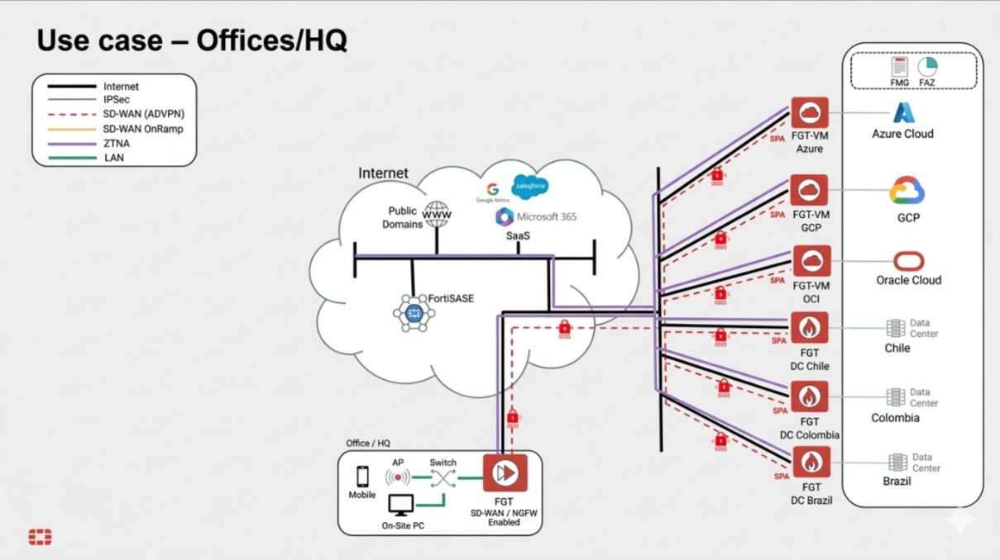 Use case – Offices/HQ
Internet
IPSec
SD-WAN (ADVPN)
SD-WAN OnRamp
ZTNA
LAN
Internet
Public
Domains
WWW
Google Atitics
salesforce
Microsoft 365
SaaS
FortiSASE
Office / HQ
Mobile
AP
Switch
On-Site PC
FGT
SD-WAN / NGFW
Enabled
SPA
FGT-VM
Azure
SPA
FGT-VM
GCP
SPA
FGT-VM
OCI
SPA
FGT
DC Chile
SPA
FGT
DC Colombia
SPA
FGT
DC Brazil
FMG
FAZ
Azure Cloud
GCP
Oracle Cloud
Data
Center
Chile
Data
Center
Colombia
Data
Center
Brazil